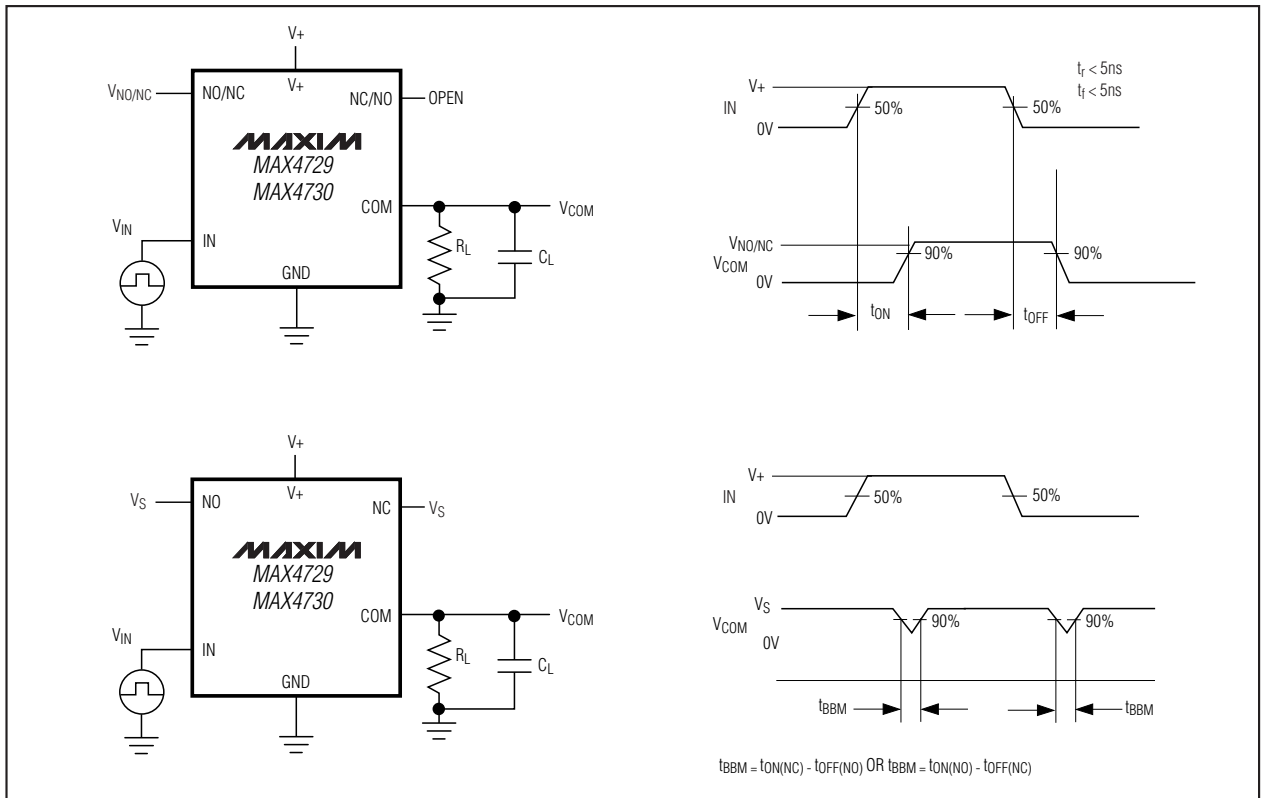 V+
V+
VNO/NC
NO/NC
NC/NO
OPEN
MAXIM
MAX4729
MAX4730
COM
VCOM
VIN
IN
RL
CL
GND
tr < 5ns
tf < 5ns
V+
IN
0V
50%
50%
VNO/NC
VCOM
0V
90%
90%
tON
tOFF
V+
V+
VS
NO
NC
VS
MAXIM
MAX4729
MAX4730
COM
VCOM
VIN
IN
RL
CL
GND
V+
IN
0V
50%
50%
VS
VCOM
0V
90%
90%
tBBM
tBBM
tBBM = tON(NC) - tOFF(NO) OR tBBM = tON(NO) - tOFF(NC)